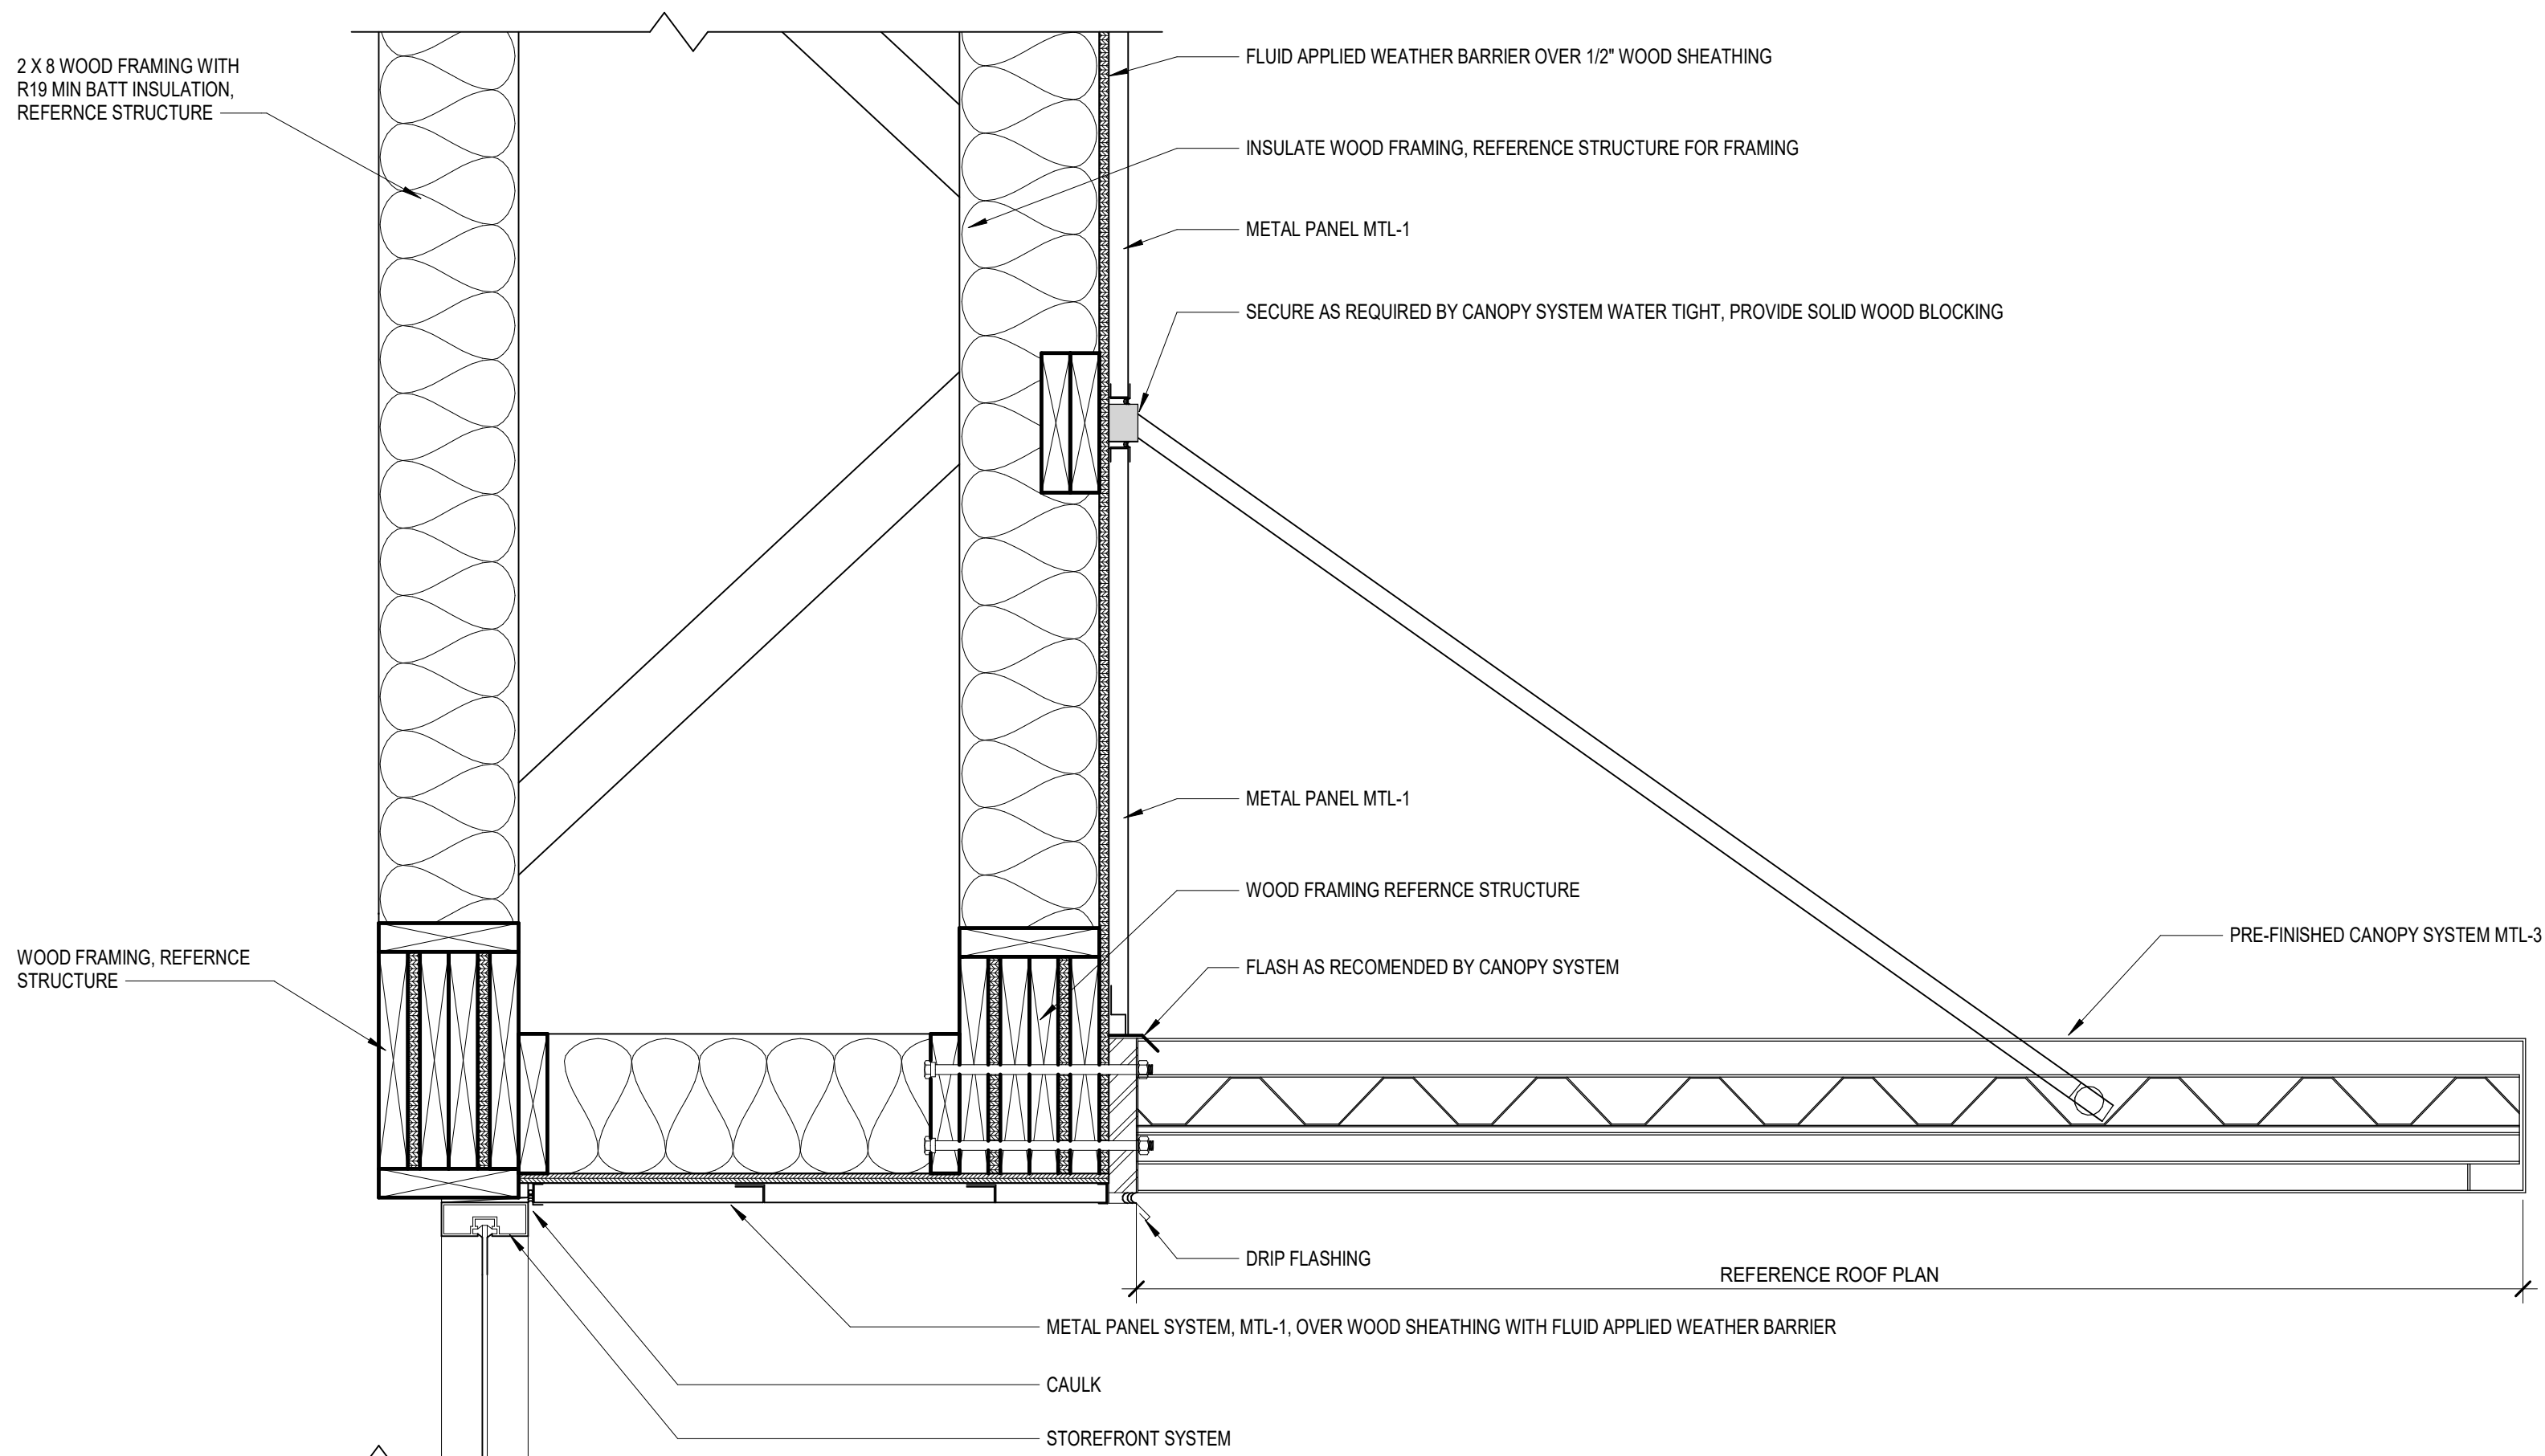 2 X 8 WOOD FRAMING WITH
R19 MIN BATT INSULATION,
REFERNCE STRUCTURE
FLUID APPLIED WEATHER BARRIER OVER 1/2" WOOD SHEATHING
INSULATE WOOD FRAMING, REFERENCE STRUCTURE FOR FRAMING
METAL PANEL MTL-1
SECURE AS REQUIRED BY CANOPY SYSTEM WATER TIGHT, PROVIDE SOLID WOOD BLOCKING
METAL PANEL MTL-1
WOOD FRAMING REFERNCE STRUCTURE
PRE-FINISHED CANOPY SYSTEM MTL-3
WOOD FRAMING, REFERNCE
STRUCTURE
FLASH AS RECOMENDED BY CANOPY SYSTEM
DRIP FLASHING
REFERENCE ROOF PLAN
METAL PANEL SYSTEM, MTL-1, OVER WOOD SHEATHING WITH FLUID APPLIED WEATHER BARRIER
CAULK
STOREFRONT SYSTEM